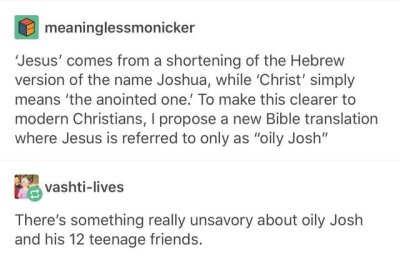 meaninglessmonicker
‘Jesus’ comes from a shortening of the Hebrew
version of the name Joshua, while ‘Christ’ simply
means ‘the anointed one.’ To make this clearer to
modern Christians, I propose a new Bible translation
where Jesus is referred to only as “oily Josh”
vashti-lives
There’s something really unsavory about oily Josh
and his 12 teenage friends.